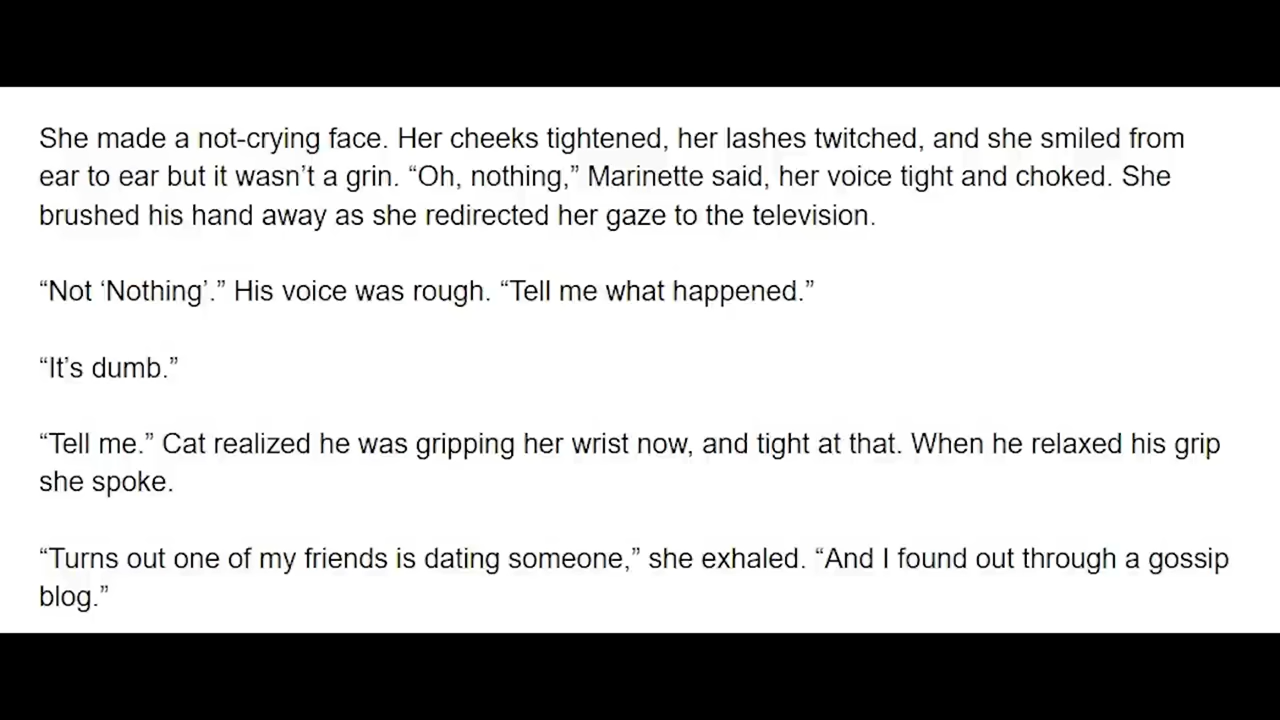 She made a not-crying face. Her cheeks tightened, her lashes twitched, and she smiled from
ear to ear but it wasn’t a grin. “Oh, nothing,” Marinette said, her voice tight and choked. She
brushed his hand away as she redirected her gaze to the television.
“Not ‘Nothing’.” His voice was rough. “Tell me what happened.”
“It’s dumb.”
“Tell me.” Cat realized he was gripping her wrist now, and tight at that. When he relaxed his grip
she spoke.
“Turns out one of my friends is dating someone,” she exhaled. “And I found out through a gossip
blog.”